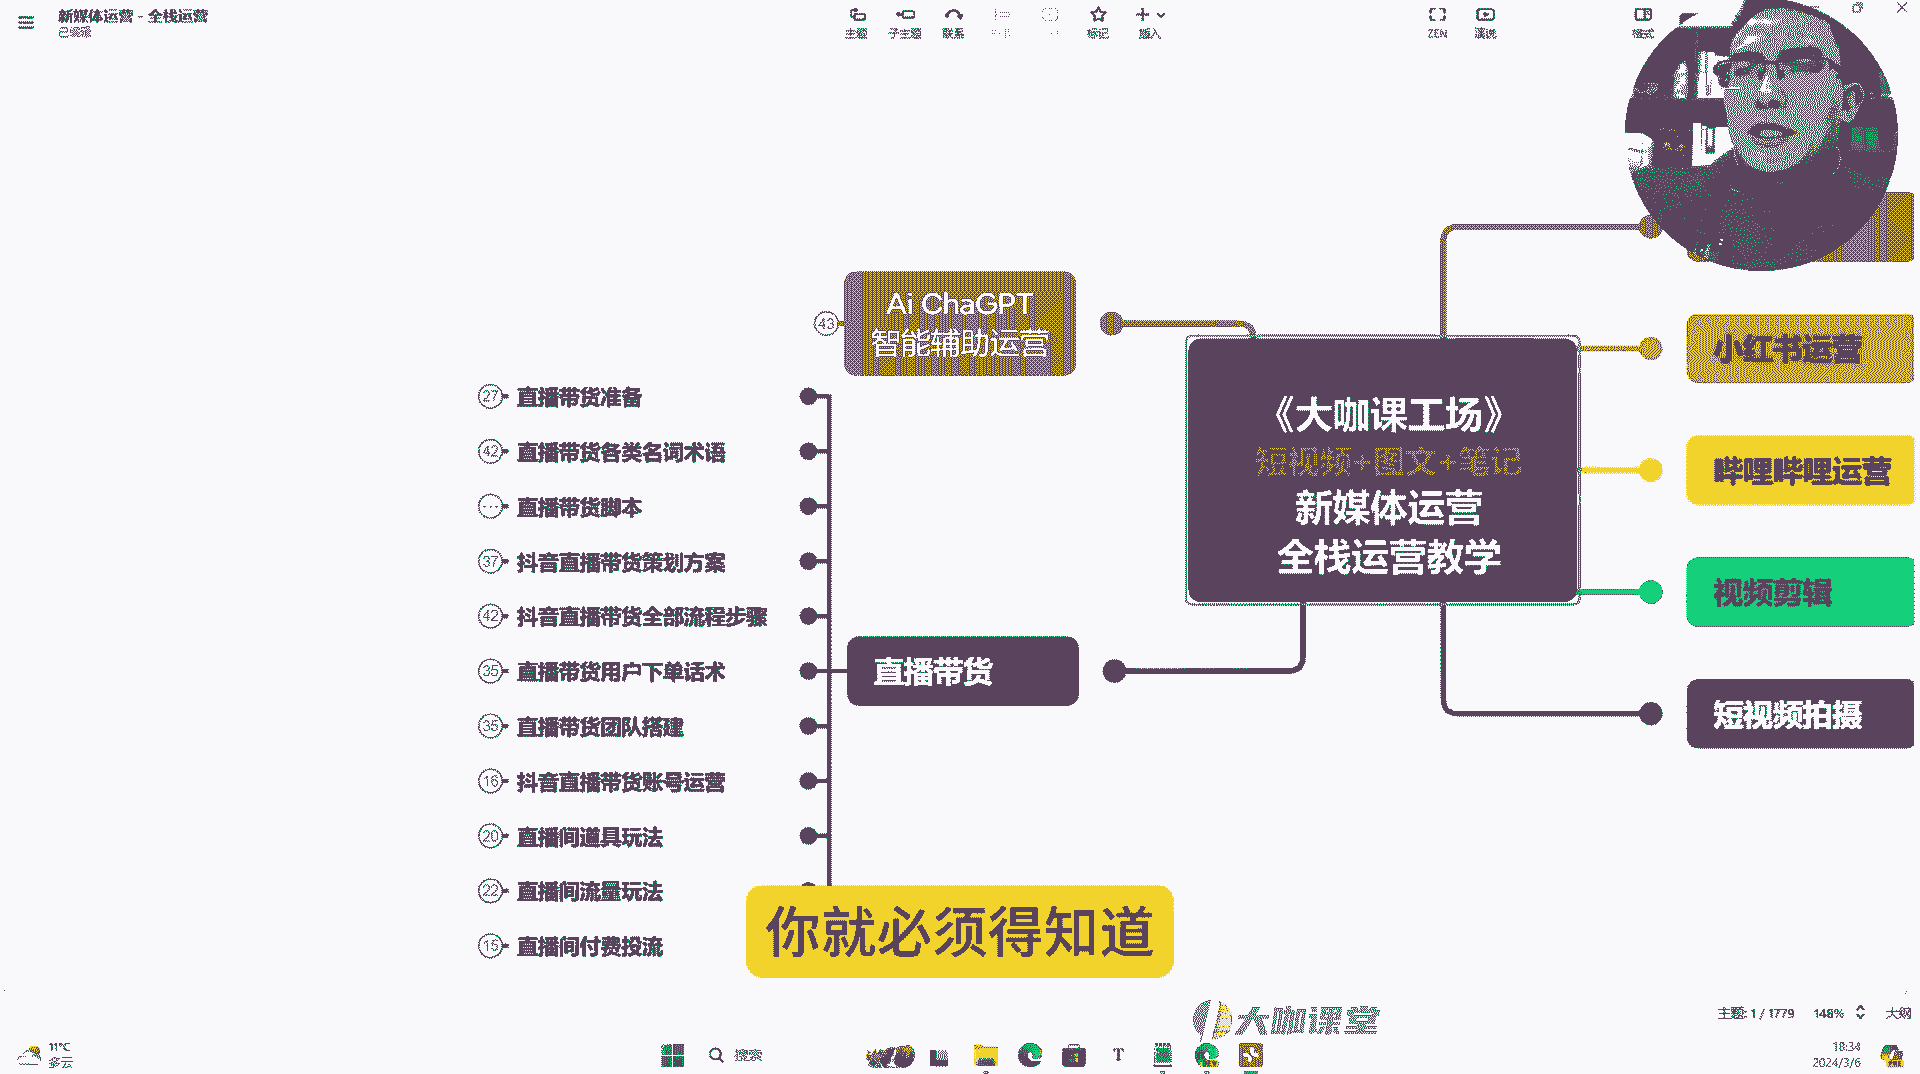 新媒体运营 - 全栈运营
已编辑
主题
子主题
联系
标记
插入
ZEN
演说
格式
Ai ChaGPT
智能辅助运营
43
27 直播带货准备
42 直播带货各类名词术语
直播带货脚本
37 抖音直播带货策划方案
42 抖音直播带货全部流程步骤
35 直播带货用户下单话术
35 直播带货团队搭建
16 抖音直播带货账号运营
20 直播间道具玩法
22 直播间流量玩法
15 直播间付费投流
直播带货
《大咖课工场》
短视频+图文+笔记
新媒体运营
全栈运营教学
小红书运营
哔哩哔哩运营
视频剪辑
短视频拍摄
你就必须得知道
大咖课堂
主题: 1 / 1779
148%
大纲
11°C
多云
搜索
18:34
2024/3/6